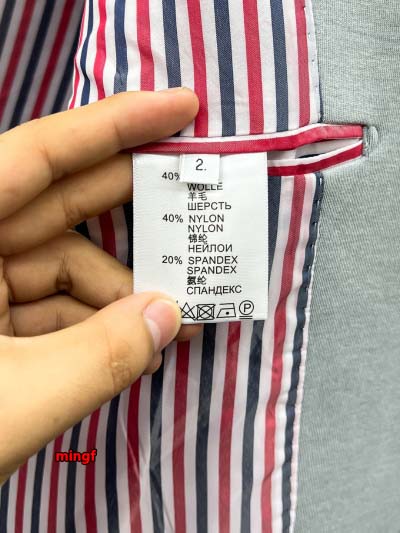 2.
40%
WOLLE
羊毛
ШЕРСТЬ
40% NYLON
NYLON
锦纶
НЕЙЛОИ
20% SPANDEX
SPANDEX
氨纶
СПАНДЕКС
P
mingf